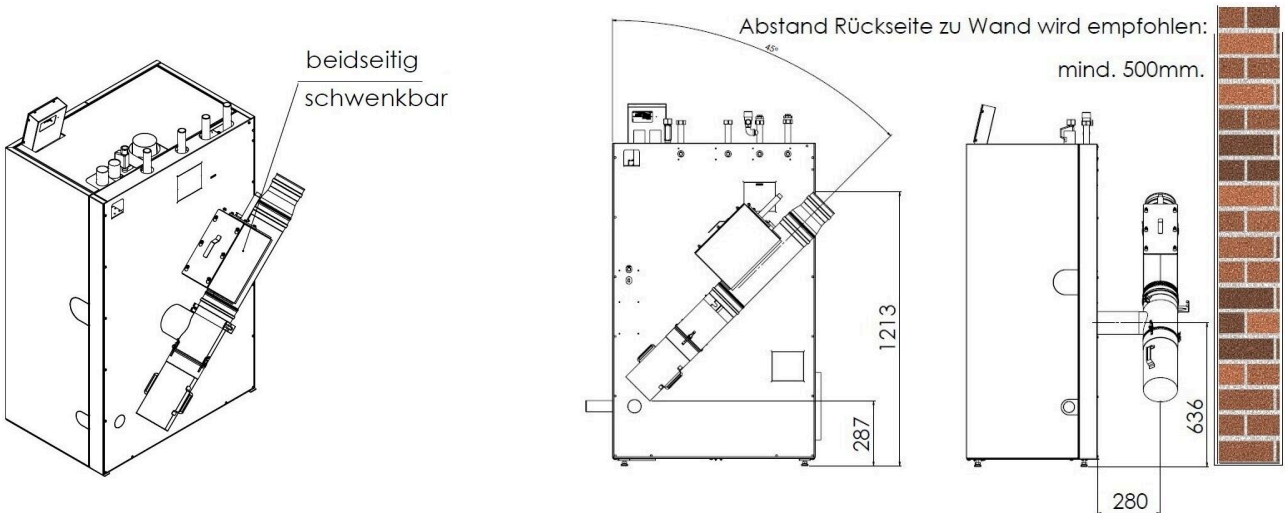 beidseitig
schwenkbar
Abstand Rückseite zu Wand wird empfohlen:
mind. 500mm.
45°
1213
287
636
280